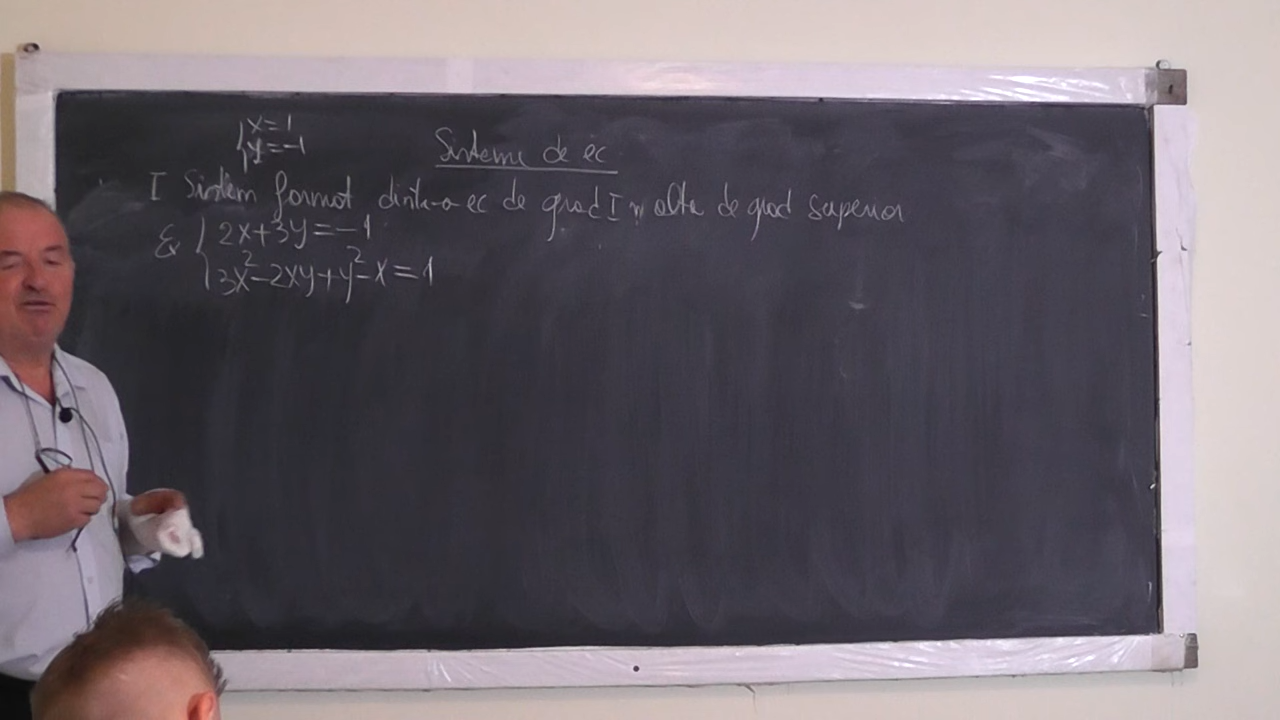 {x=1
{y=-1
Sisteme de ec
I Sistem format dintr-o ec de grad I și alta de grad superior
Ex {2x+3y=-1
{3x²-2xy+y²-x=1